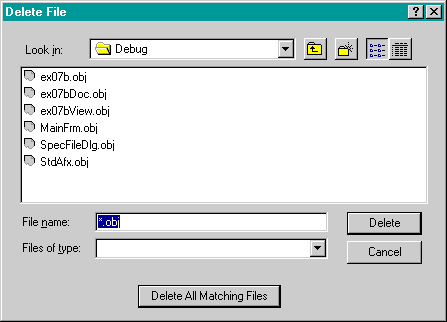 Delete File
Look in: Debug
ex07b.obj
ex07bDoc.obj
ex07bView.obj
MainFrm.obj
SpecFileDlg.obj
StdAfx.obj
File name: *.obj Delete
Files of type: Cancel
Delete All Matching Files